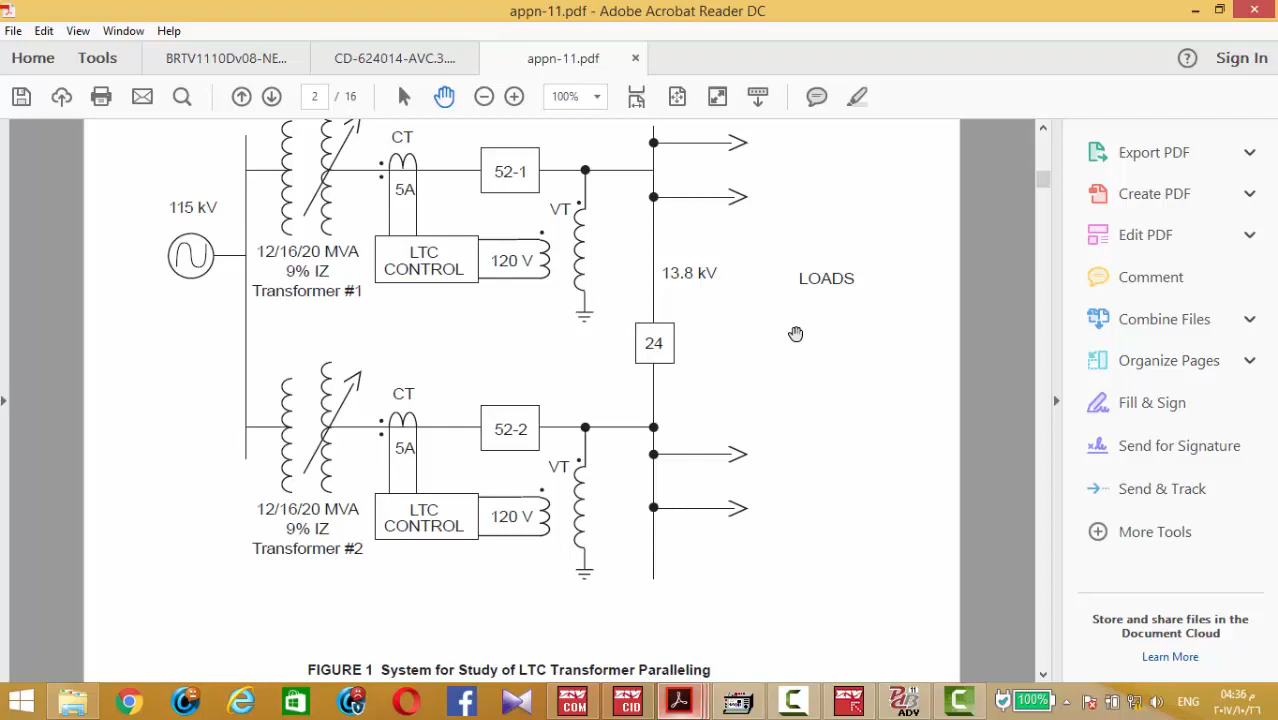 appn-11.pdf - Adobe Acrobat Reader DC
File Edit View Window Help
Home Tools BRTV1110Dv08-NE... CD-624014-AVC.3.... appn-11.pdf × ? Sign In
2 / 16 100%
CT
5A
52-1
VT
115 kV
12/16/20 MVA
9% IZ
Transformer #1
LTC
CONTROL
120 V
13.8 kV
LOADS
24
CT
5A
52-2
VT
12/16/20 MVA
9% IZ
Transformer #2
LTC
CONTROL
120 V
FIGURE 1 System for Study of LTC Transformer Paralleling
Export PDF
Create PDF
Edit PDF
Comment
Combine Files
Organize Pages
Fill & Sign
Send for Signature
Send & Track
More Tools
Store and share files in the
Document Cloud
Learn More
100%
ENG
04:36 م
٢٠١٧/١٠/٢٦